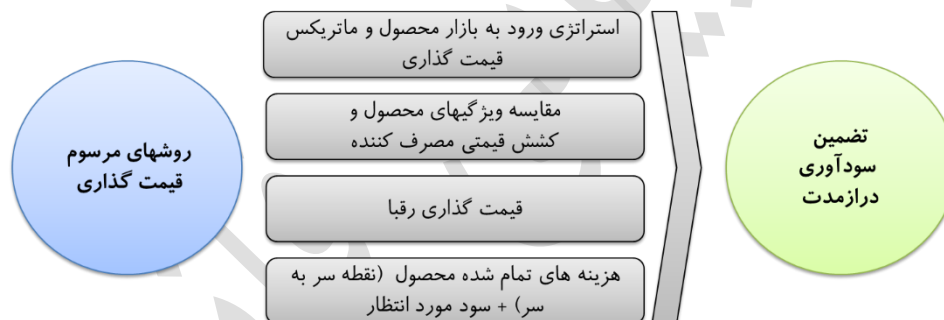 استراتژی ورود به بازار محصول و ماتریکس
قیمت گذاری
مقایسه ویژگیهای محصول و
کشش قیمتی مصرف کننده
قیمت گذاری رقبا
هزینه های تمام شده محصول (نقطه سر به
سر) + سود مورد انتظار
روشهای مرسوم
قیمت گذاری
تضمین
سودآوری
درازمدت